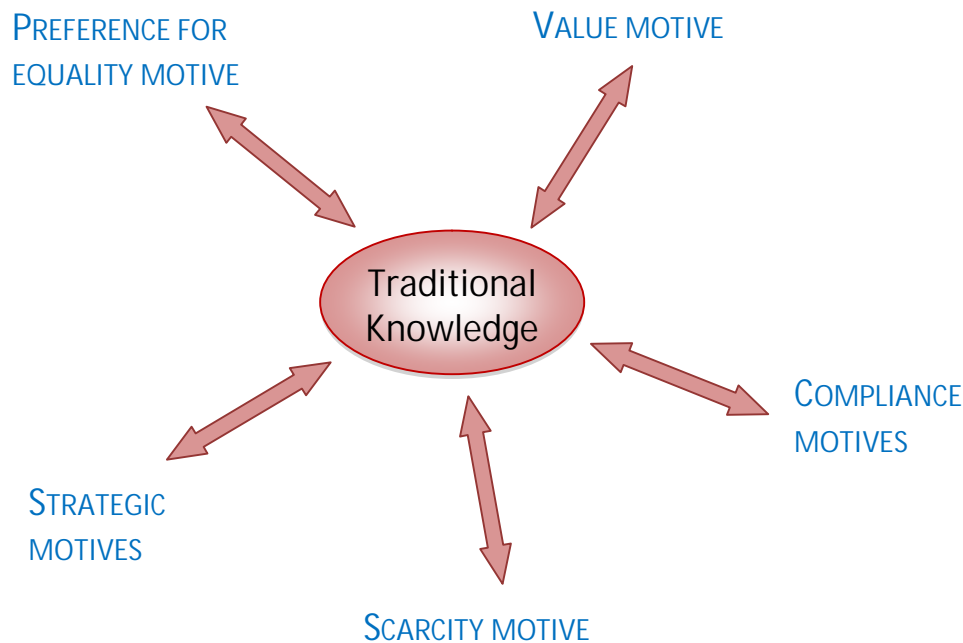 PREFERENCE FOR
EQUALITY MOTIVE
VALUE MOTIVE
Traditional
Knowledge
COMPLIANCE
MOTIVES
STRATEGIC
MOTIVES
SCARCITY MOTIVE